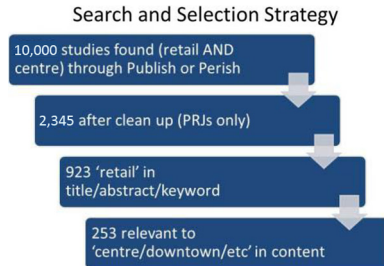 Search and Selection Strategy
10,000 studies found (retail AND
centre) through Publish or Perish
2,345 after clean up (PRJs only)
923 ‘retail’ in
title/abstract/keyword
253 relevant to
‘centre/downtown/etc’ in content